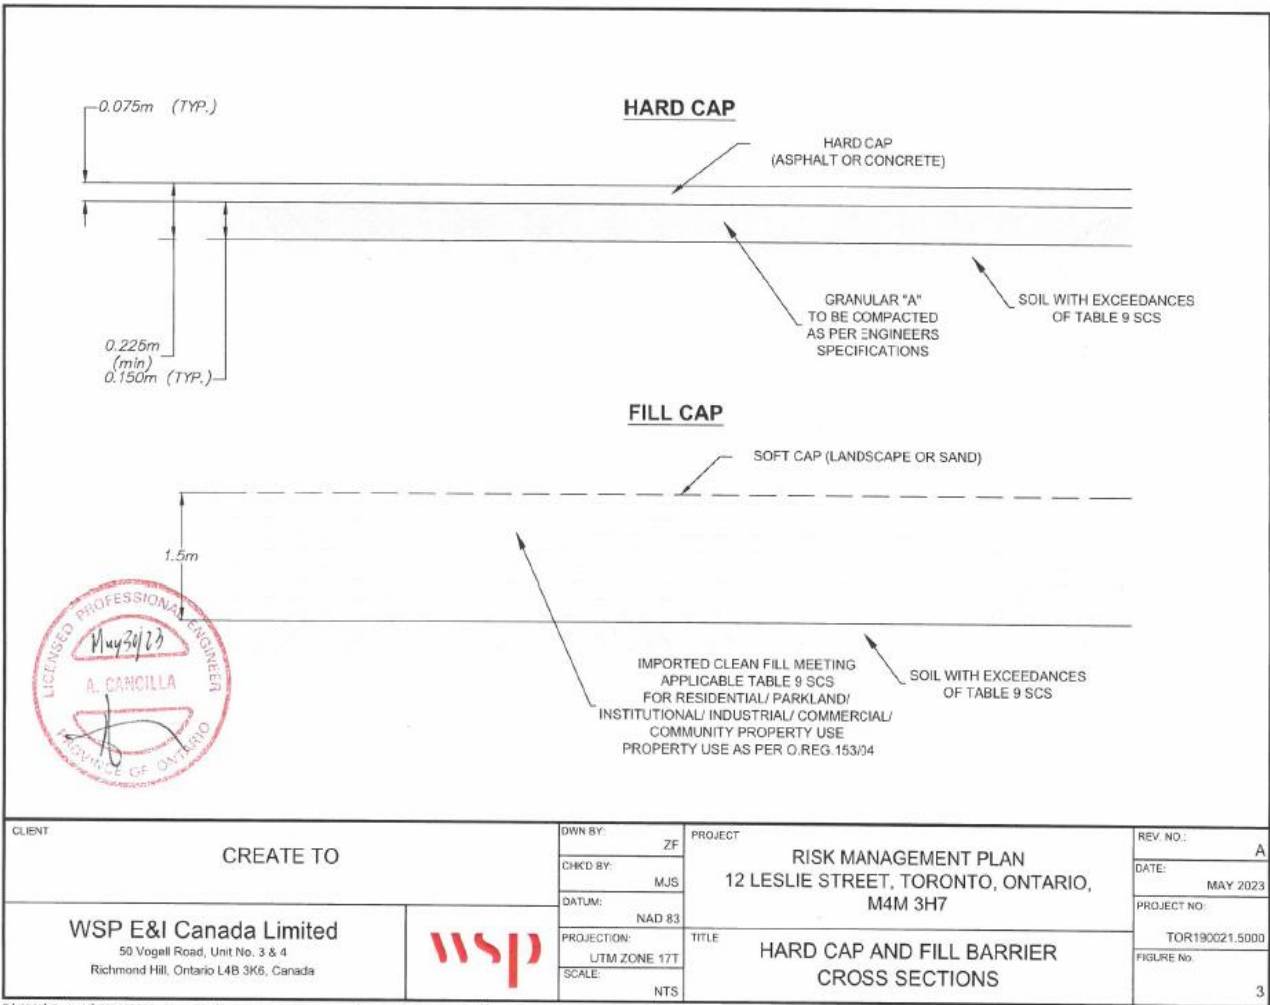 0.075m (TYP.)
HARD CAP
HARD CAP
(ASPHALT OR CONCRETE)
GRANULAR "A"
TO BE COMPACTED
AS PER ENGINEERS
SPECIFICATIONS
SOIL WITH EXCEEDANCES
OF TABLE 9 SCS
0.225m
(min)
0.150m (TYP.)
FILL CAP
SOFT CAP (LANDSCAPE OR SAND)
1.5m
IMPORTED CLEAN FILL MEETING
APPLICABLE TABLE 9 SCS
FOR RESIDENTIAL/ PARKLAND/
INSTITUTIONAL/ INDUSTRIAL/ COMMERCIAL/
COMMUNITY PROPERTY USE
PROPERTY USE AS PER O.REG.153/04
SOIL WITH EXCEEDANCES
OF TABLE 9 SCS
LICENSED PROFESSIONAL ENGINEER
May 30/23
A. CANCILLA
PROVINCE OF ONTARIO
CLIENT
CREATE TO
WSP E&I Canada Limited
50 Vogell Road, Unit No. 3 & 4
Richmond Hill, Ontario L4B 3K6, Canada
wsp
DWN BY:
ZF
CHK'D BY:
MJS
DATUM:
NAD 83
PROJECTION:
UTM ZONE 17T
SCALE:
NTS
PROJECT
RISK MANAGEMENT PLAN
12 LESLIE STREET, TORONTO, ONTARIO,
M4M 3H7
TITLE
HARD CAP AND FILL BARRIER
CROSS SECTIONS
REV. NO.:
A
DATE:
MAY 2023
PROJECT NO:
TOR190021.5000
FIGURE No.
3